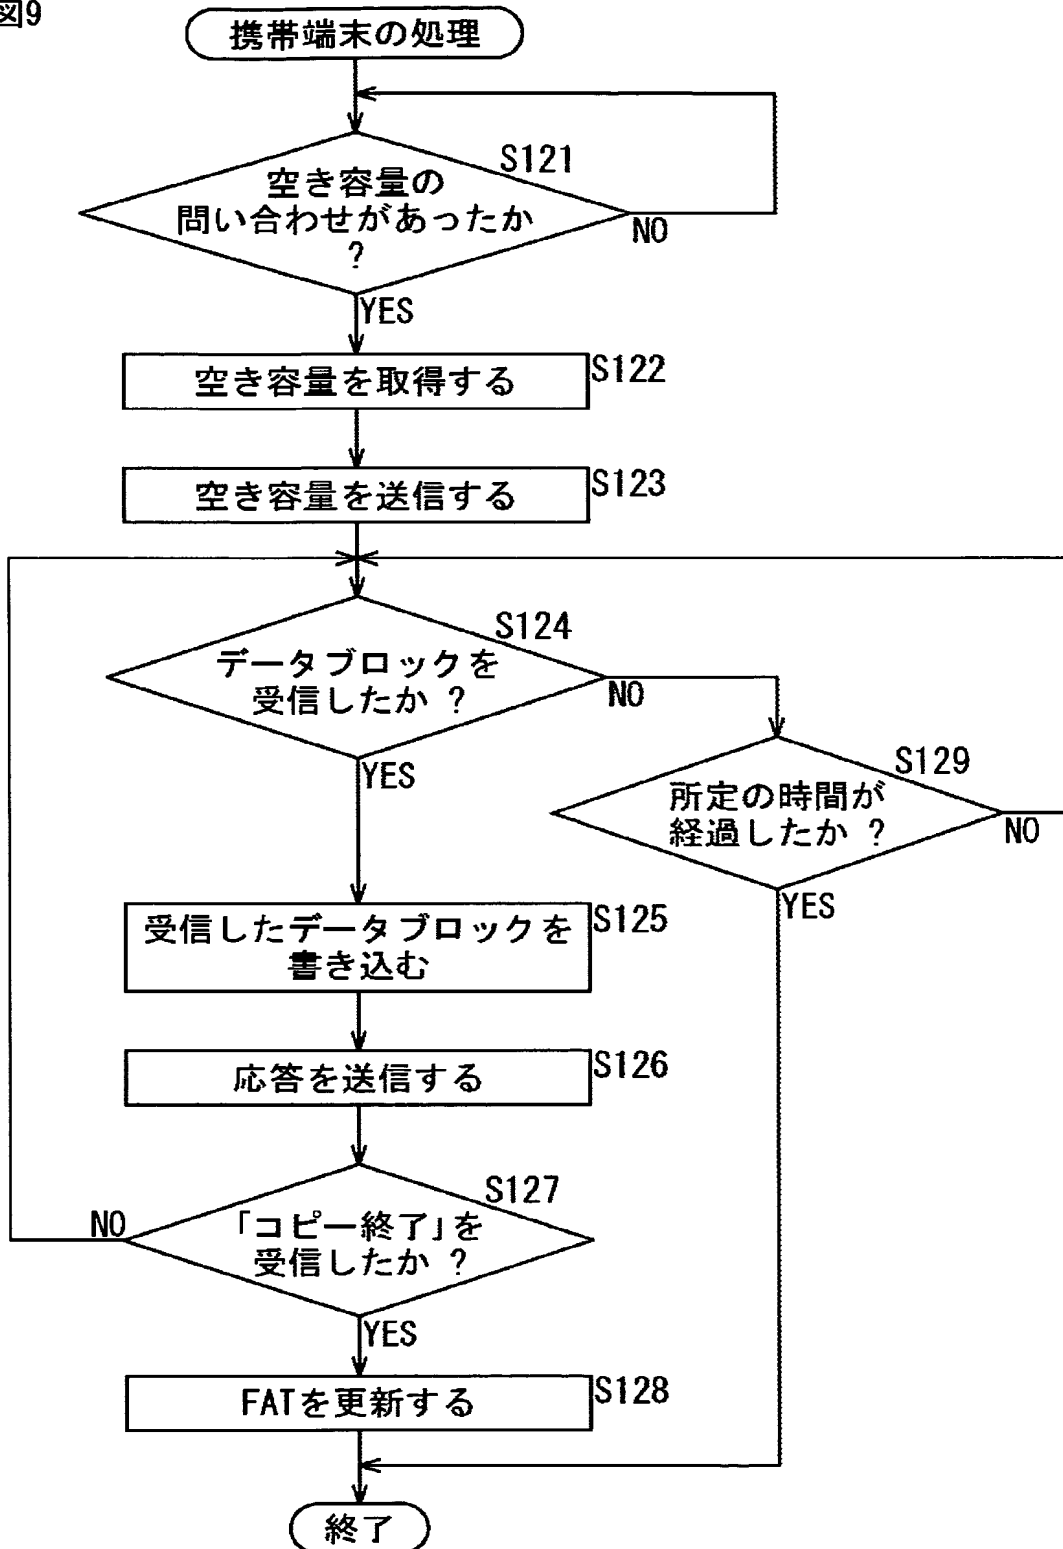 図9
携帯端末の処理
S121
空き容量の
問い合わせがあったか
?
NO
YES
空き容量を取得する
S122
空き容量を送信する
S123
S124
データブロックを
受信したか ?
NO
YES
S129
所定の時間が
経過したか ?
NO
YES
受信したデータブロックを
書き込む
S125
応答を送信する
S126
S127
「コピー終了」を
受信したか ?
NO
YES
FATを更新する
S128
終了